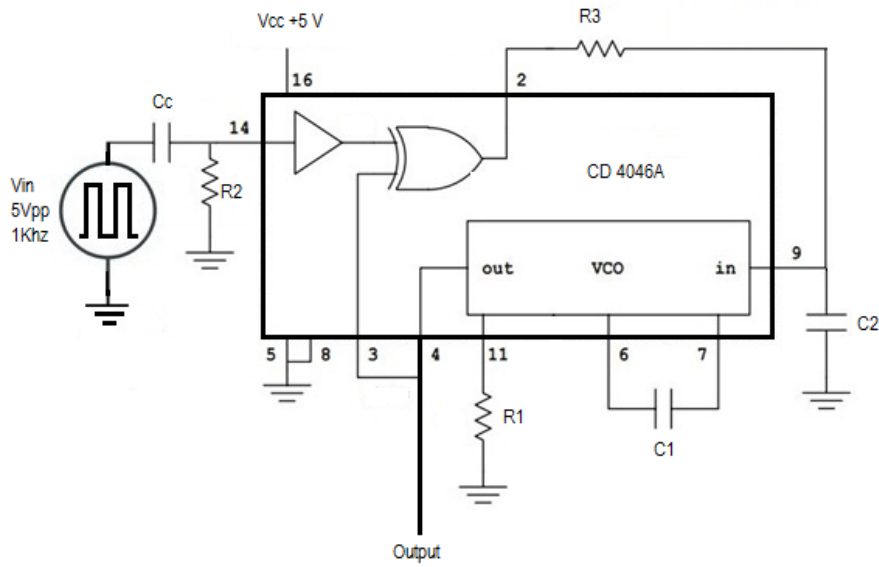 R3
Vcc +5 V
16
2
Cc
14
CD 4046A
R2
Vin
5Vpp
1Khz
9
out
VCO
in
C2
5
8
3
4
11
6
7
R1
C1
Output